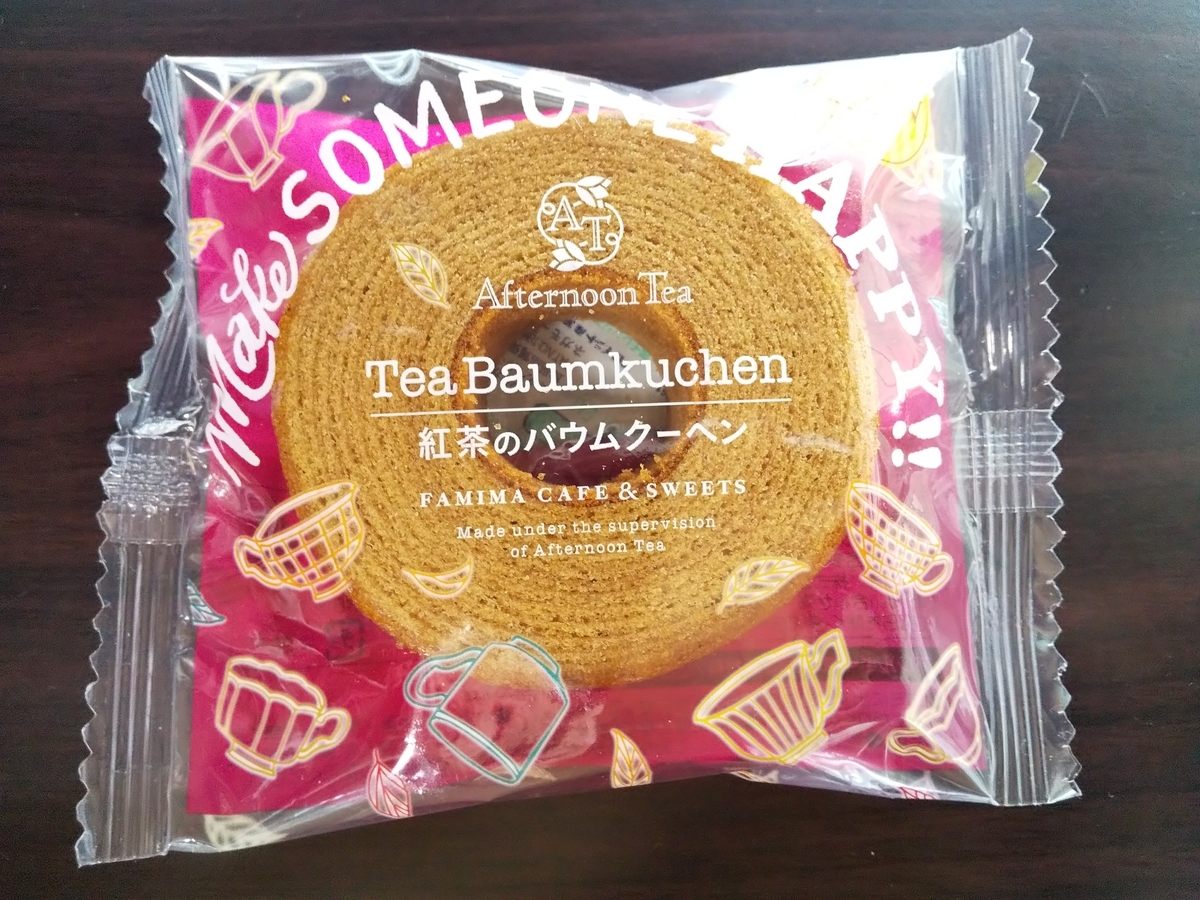 Make SOMEONE HAPPY!!
AT
Afternoon Tea
Tea Baumkuchen
紅茶のバウムクーヘン
FAMIMA CAFE & SWEETS
Made under the supervision
of Afternoon Tea